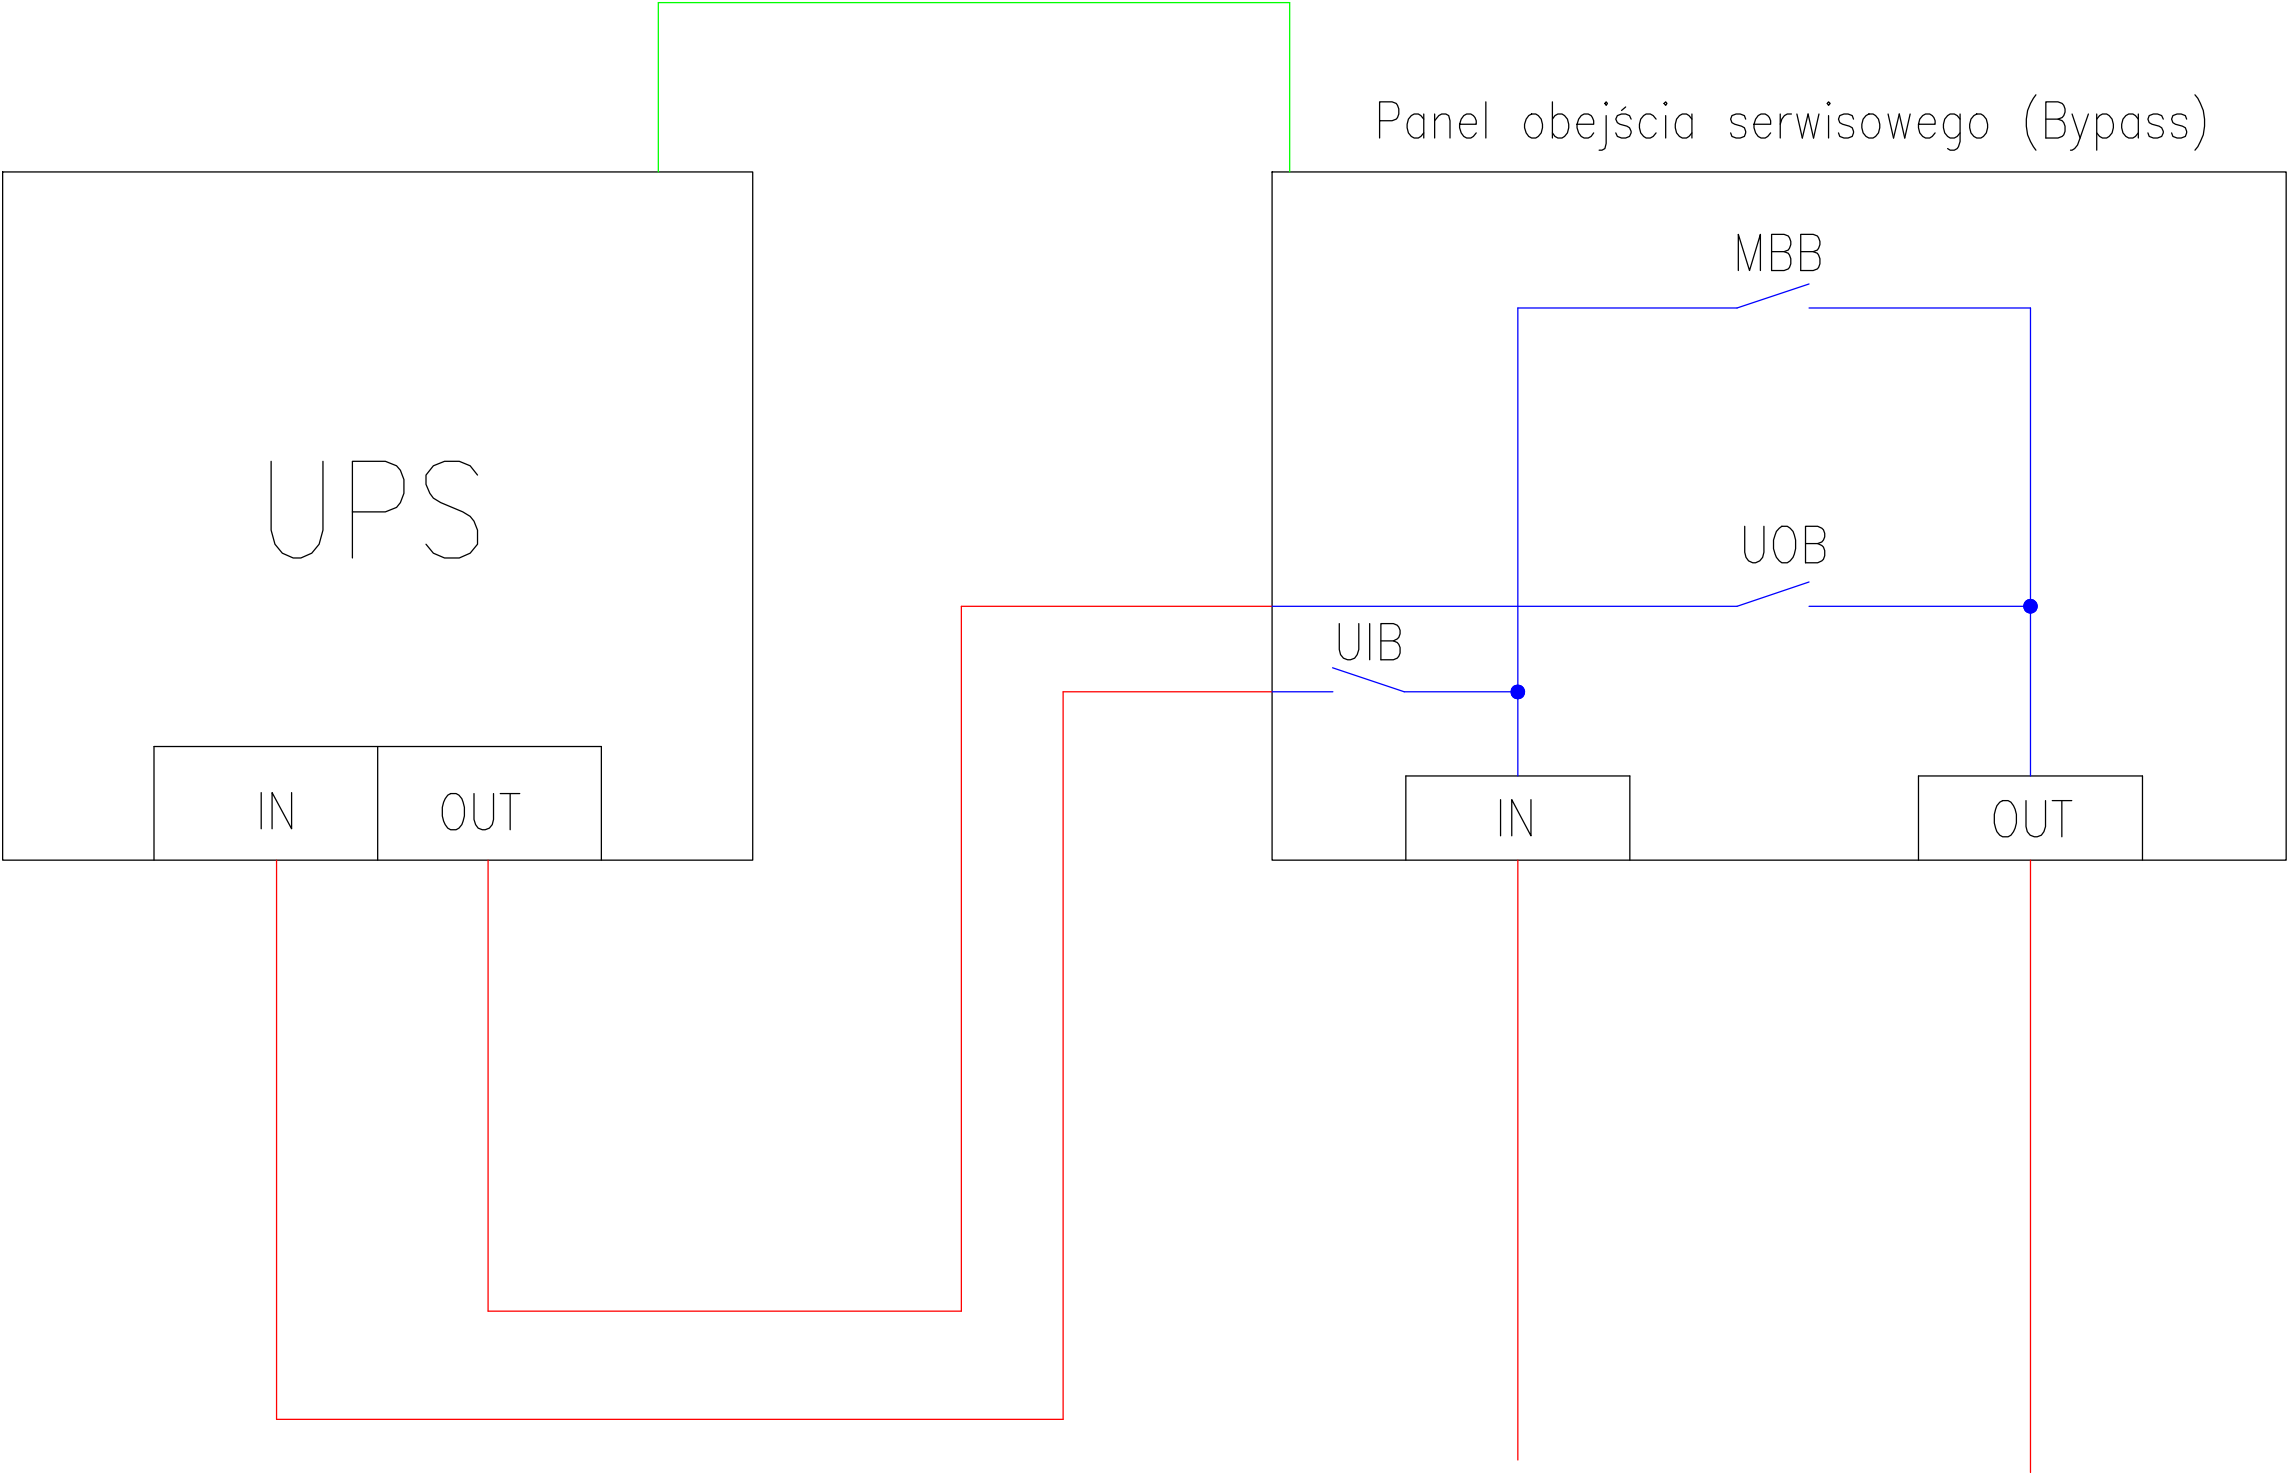 Panel obejścia serwisowego (Bypass)
MBB
UPS
UOB
UIB
IN
OUT
IN
OUT